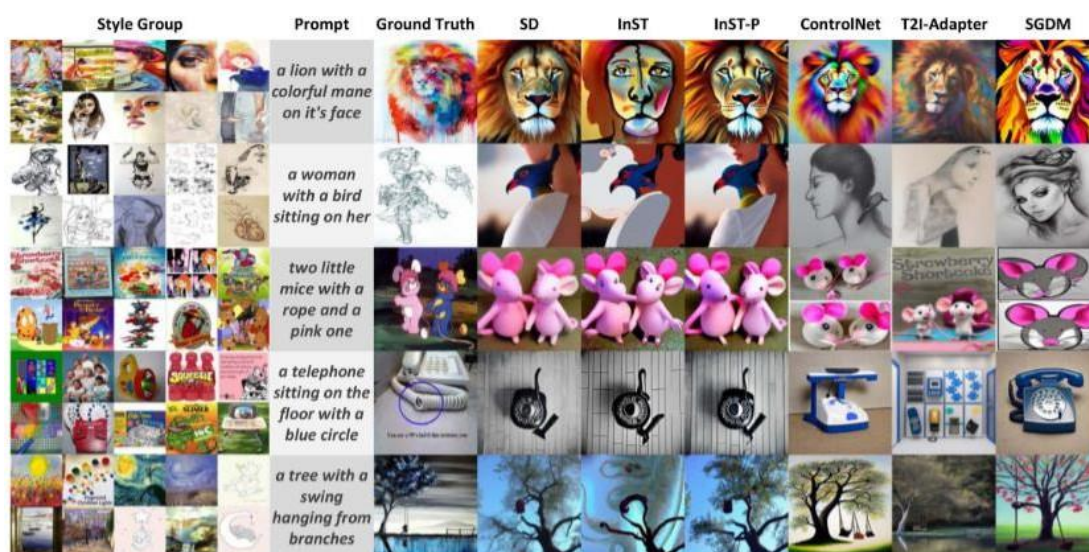 Style Group Prompt Ground Truth SD InST InST-P ControlNet T2I-Adapter SGDM
a lion with a
colorful mane
on it's face
a woman
with a bird
sitting on her
two little
mice with a
rope and a
pink one
Strawberry
Shortcake
a telephone
sitting on the
floor with a
blue circle
a tree with a
swing
hanging from
branches